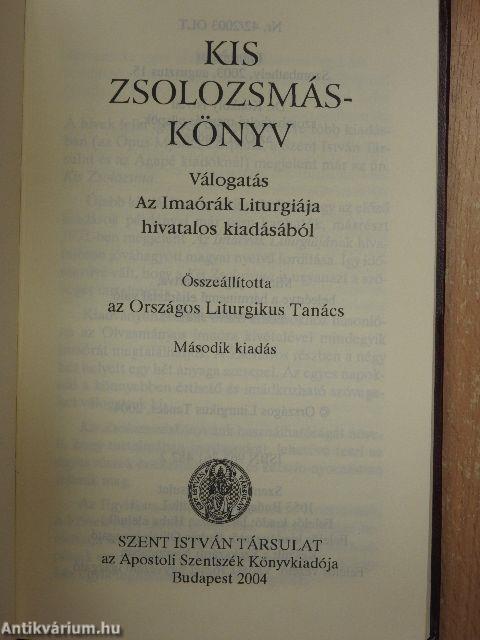 KIS
ZSOLOZSMÁS-
KÖNYV
Válogatás
Az Imaórák Liturgiája
hivatalos kiadásából
Összeállította
az Országos Liturgikus Tanács
Második kiadás
SZENT ISTVÁN TÁRSULAT
az Apostoli Szentszék Könyvkiadója
Budapest 2004
Antikvárium.hu